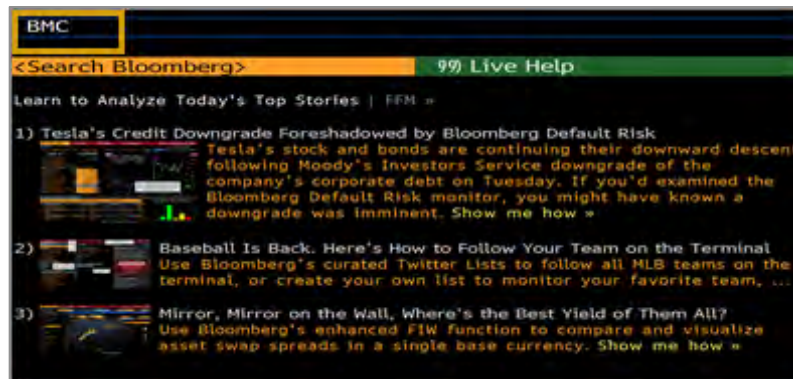 BMC
<Search Bloomberg>
99) Live Help
Learn to Analyze Today's Top Stories | FFM »
1) Tesla's Credit Downgrade Foreshadowed by Bloomberg Default Risk
Tesla's stock and bonds are continuing their downward descent
following Moody's Investors Service downgrade of the
company's corporate debt on Tuesday. If you'd examined the
Bloomberg Default Risk monitor, you might have known a
downgrade was imminent. Show me how »
2) Baseball Is Back. Here's How to Follow Your Team on the Terminal
Use Bloomberg's curated Twitter Lists to follow all MLB teams on the
terminal, or create your own list to monitor your favorite team, ...
3) Mirror, Mirror on the Wall, Where's the Best Yield of Them All?
Use Bloomberg's enhanced FIW function to compare and visualize
asset swap spreads in a single base currency. Show me how »